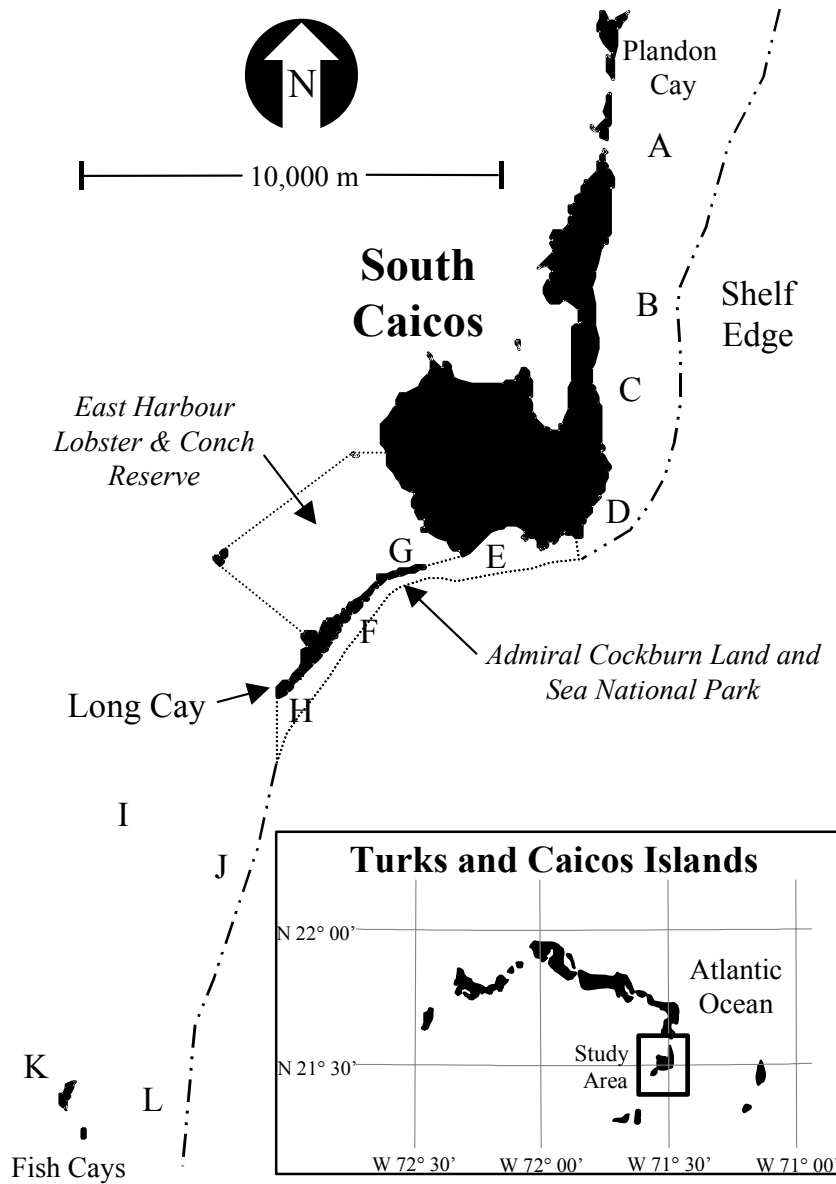 Plandon
Cay
N
A
10,000 m
South
Caicos
B
Shelf
Edge
C
East Harbour
Lobster & Conch
Reserve
D
G
E
F
Admiral Cockburn Land and
Sea National Park
Long Cay
H
I
J
Turks and Caicos Islands
N 22° 00’
Atlantic
Ocean
Study
Area
N 21° 30’
K
L
Fish Cays
W 72° 30’
W 72° 00’
W 71° 30’
W 71° 00’